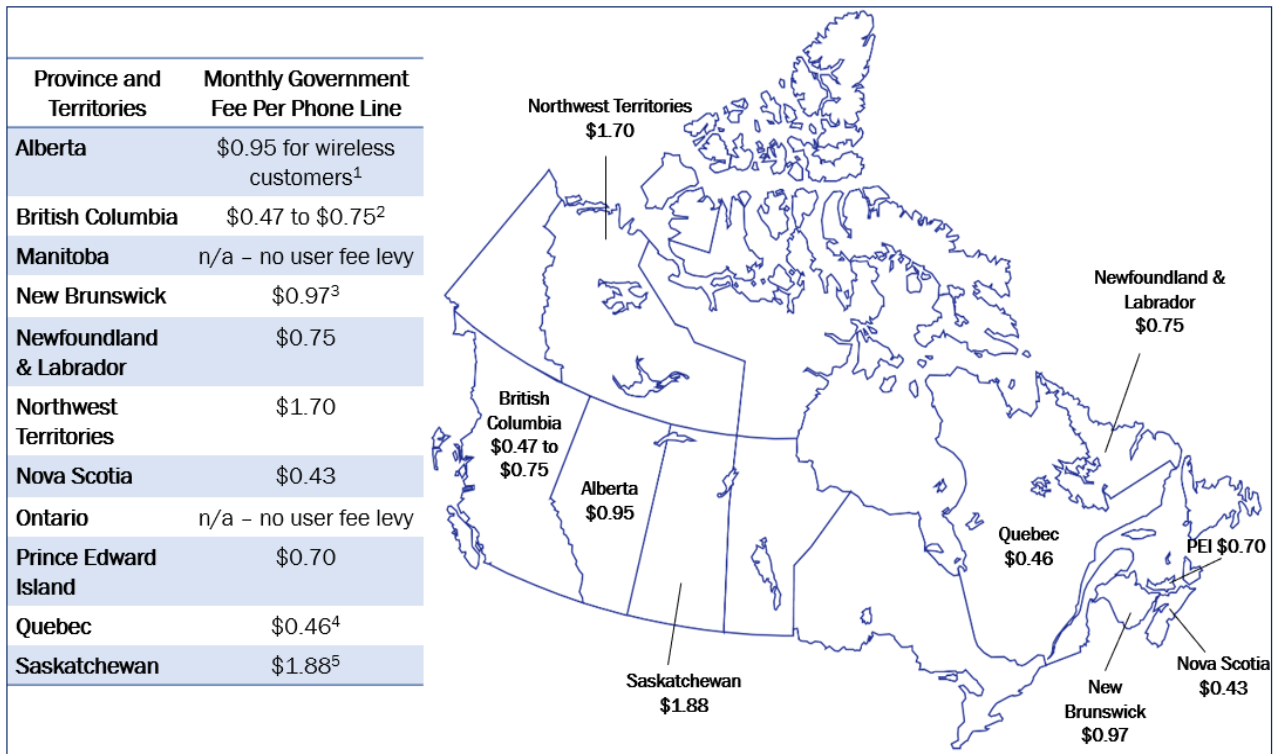 Province and
Territories
Monthly Government
Fee Per Phone Line
Alberta
$0.95 for wireless
customers¹
British Columbia
$0.47 to $0.75²
Manitoba
n/a – no user fee levy
New Brunswick
$0.97³
Newfoundland
& Labrador
$0.75
Northwest
Territories
$1.70
Nova Scotia
$0.43
Ontario
n/a – no user fee levy
Prince Edward
Island
$0.70
Quebec
$0.46⁴
Saskatchewan
$1.88⁵
Northwest Territories
$1.70
Newfoundland &
Labrador
$0.75
British
Columbia
$0.47 to
$0.75
Alberta
$0.95
Quebec
$0.46
PEI $0.70
Saskatchewan
$1.88
New
Brunswick
$0.97
Nova Scotia
$0.43